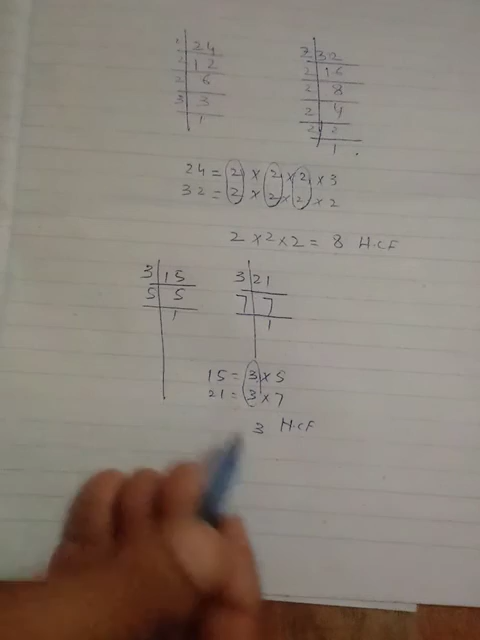 2 | 24
2 | 12
2 | 6
3 | 3
1
2 | 32
2 | 16
2 | 8
2 | 4
2 | 2
1
24 = 2 × 2 × 2 × 3
32 = 2 × 2 × 2 × 2
2 × 2 × 2 = 8 H.CF
3 | 15
5 | 5
1
3 | 21
7 | 7
1
15 = 3 × 5
21 = 3 × 7
3 H.CF